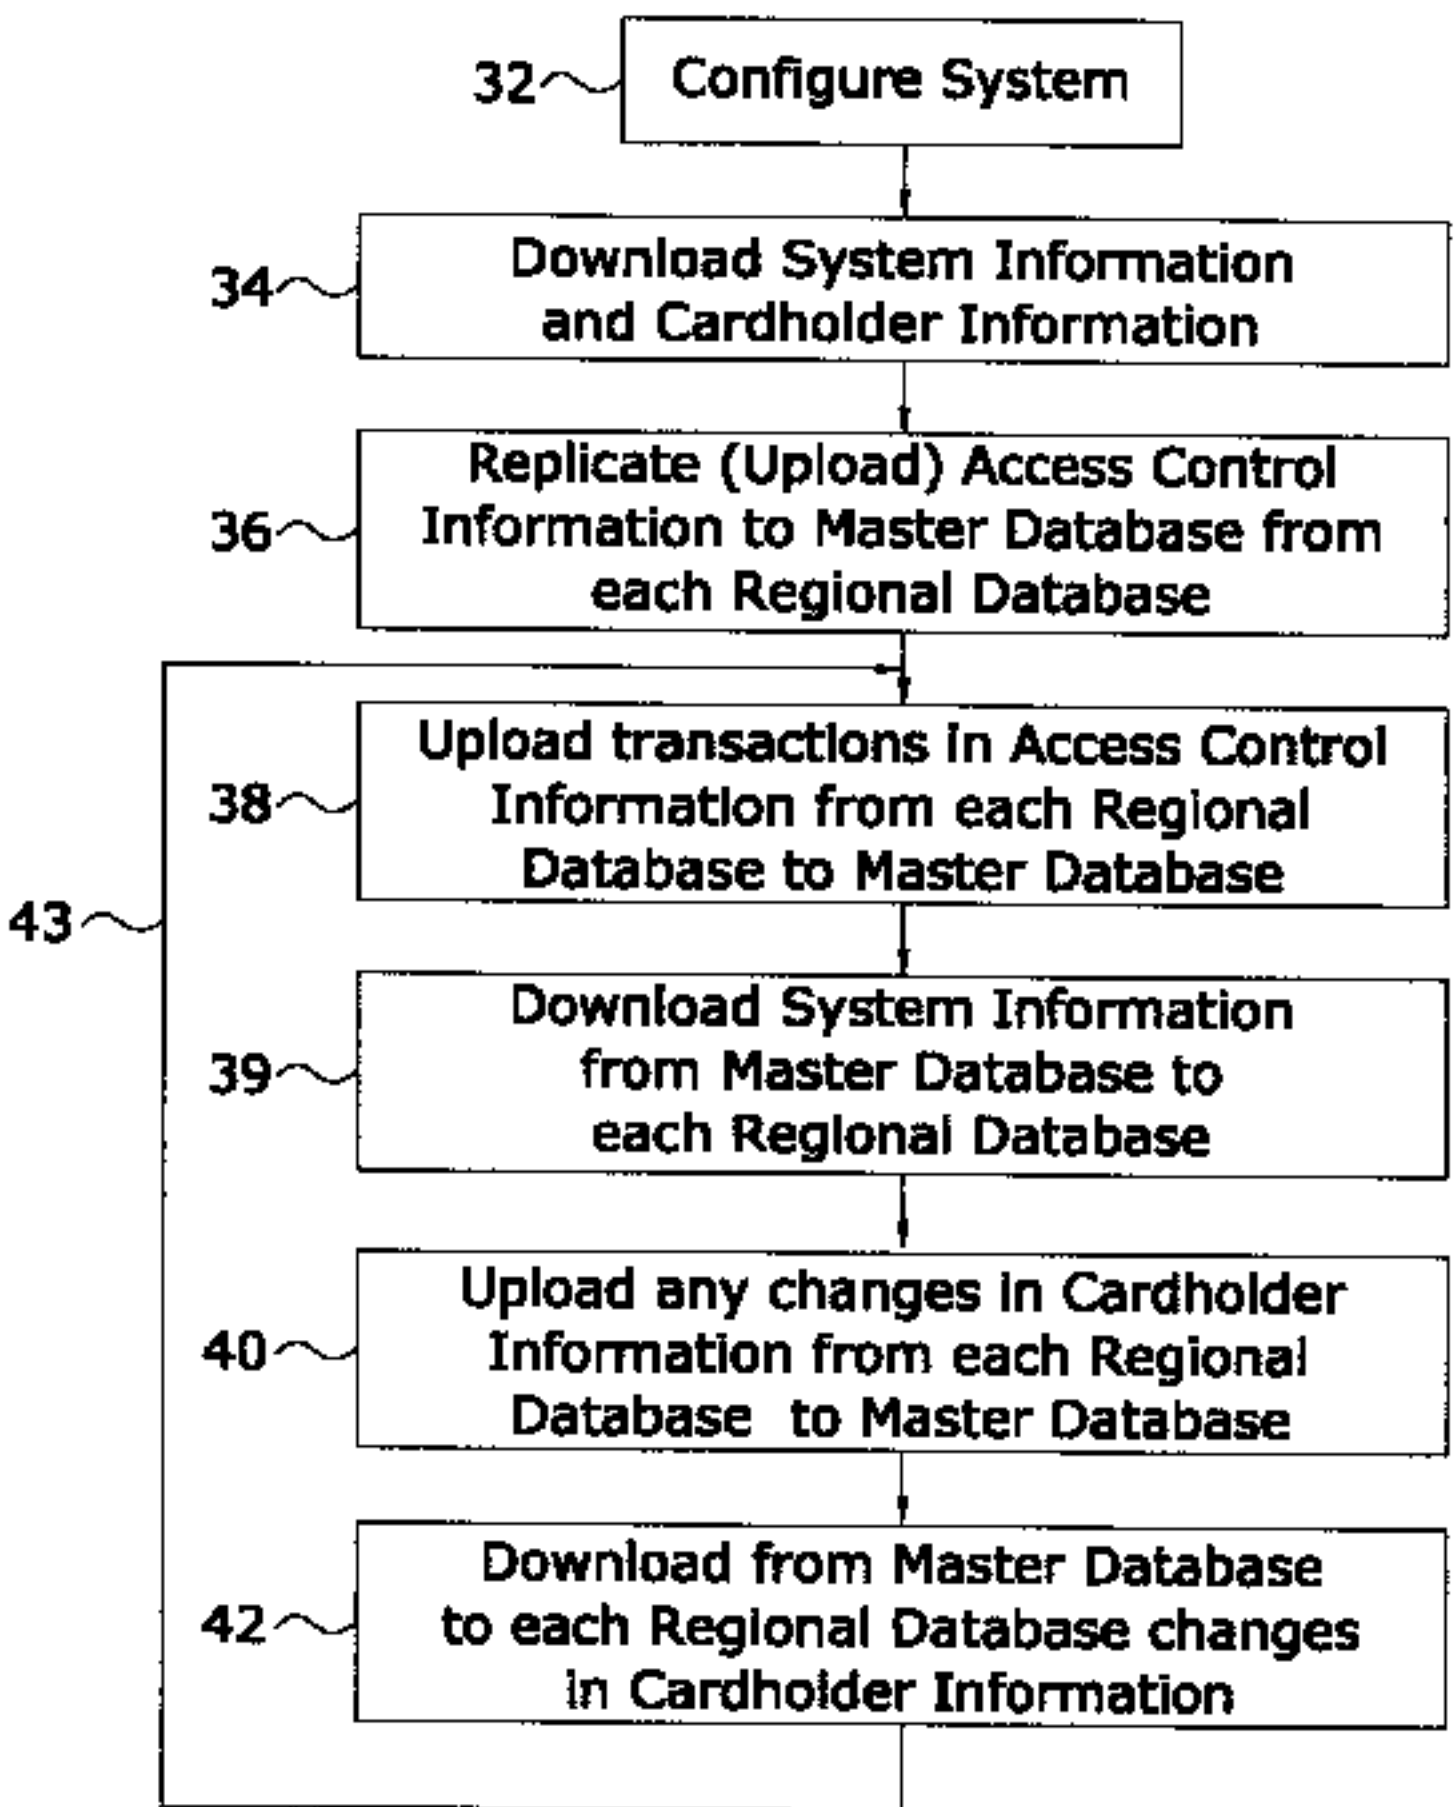 32
Configure System
34
Download System Information
and Cardholder Information
36
Replicate (Upload) Access Control
Information to Master Database from
each Regional Database
38
Upload transactions in Access Control
Information from each Regional
Database to Master Database
43
39
Download System Information
from Master Database to
each Regional Database
40
Upload any changes in Cardholder
Information from each Regional
Database to Master Database
42
Download from Master Database
to each Regional Database changes
in Cardholder Information